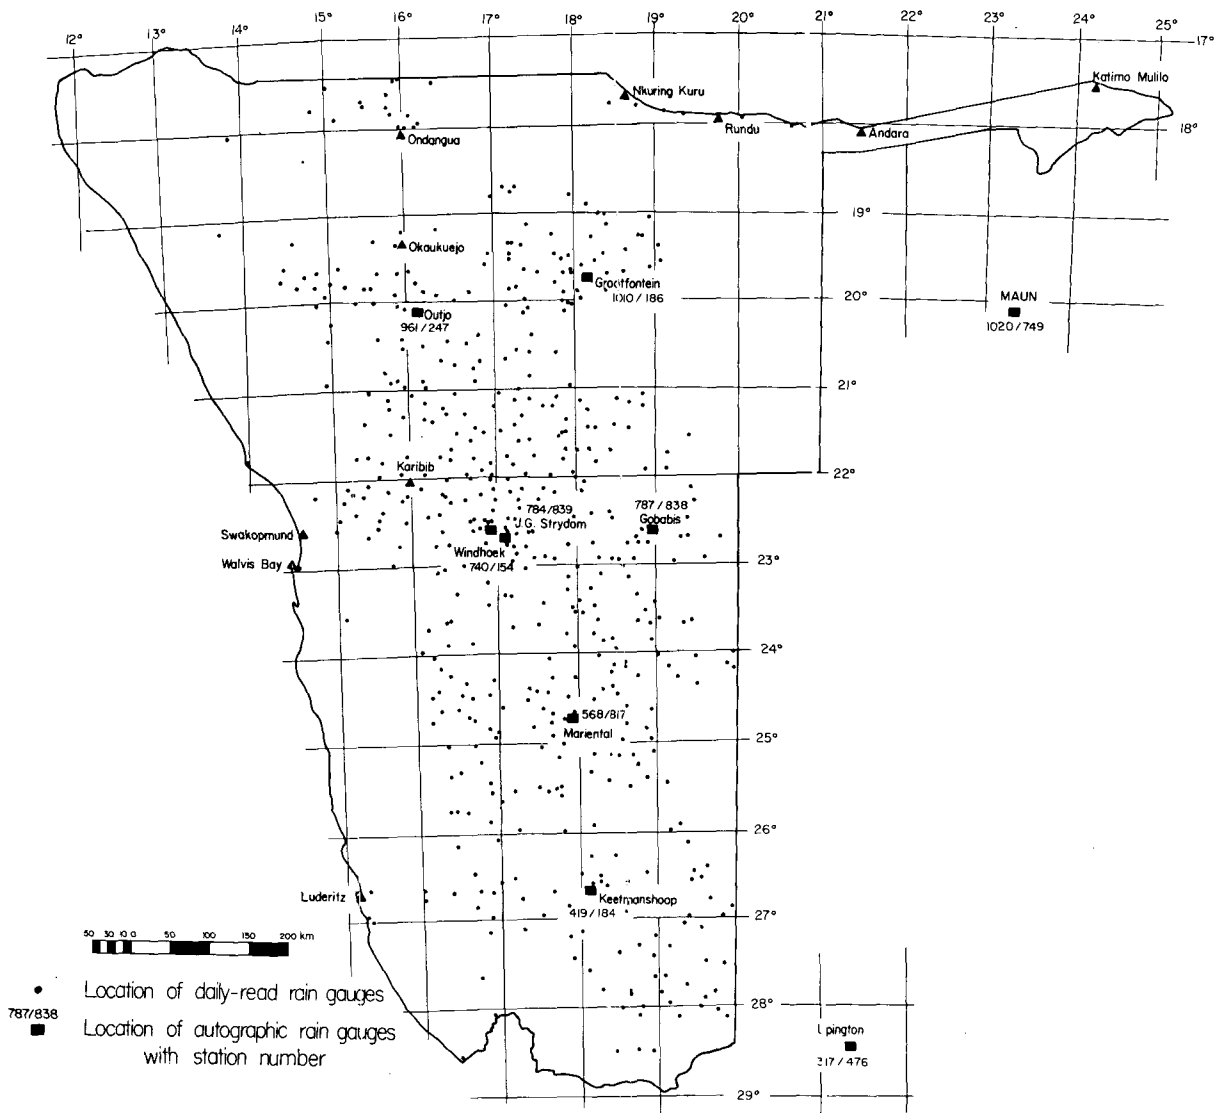 12° 13° 14° 15° 16° 17° 18° 19° 20° 21° 22° 23° 24° 25°
17°
Katimo Mulilo
Nkuring Kuru
Rundu
Andara
18°
Ondangua
19°
Okaukuejo
Grootfontein
1010/186
20°
MAUN
1020/749
Outjo
961/247
21°
Karibib
22°
784/839
J.G. Strydom
787/838
Gobabis
Swakopmund
Windhoek
740/154
Walvis Bay
23°
24°
568/817
Mariental
25°
26°
Luderitz
Keetmanshoop
419/184
27°
50 30 10 0 50 100 150 200 km
Location of daily-read rain gauges
787/838
Location of autographic rain gauges
with station number
28°
pington
17/476
29°